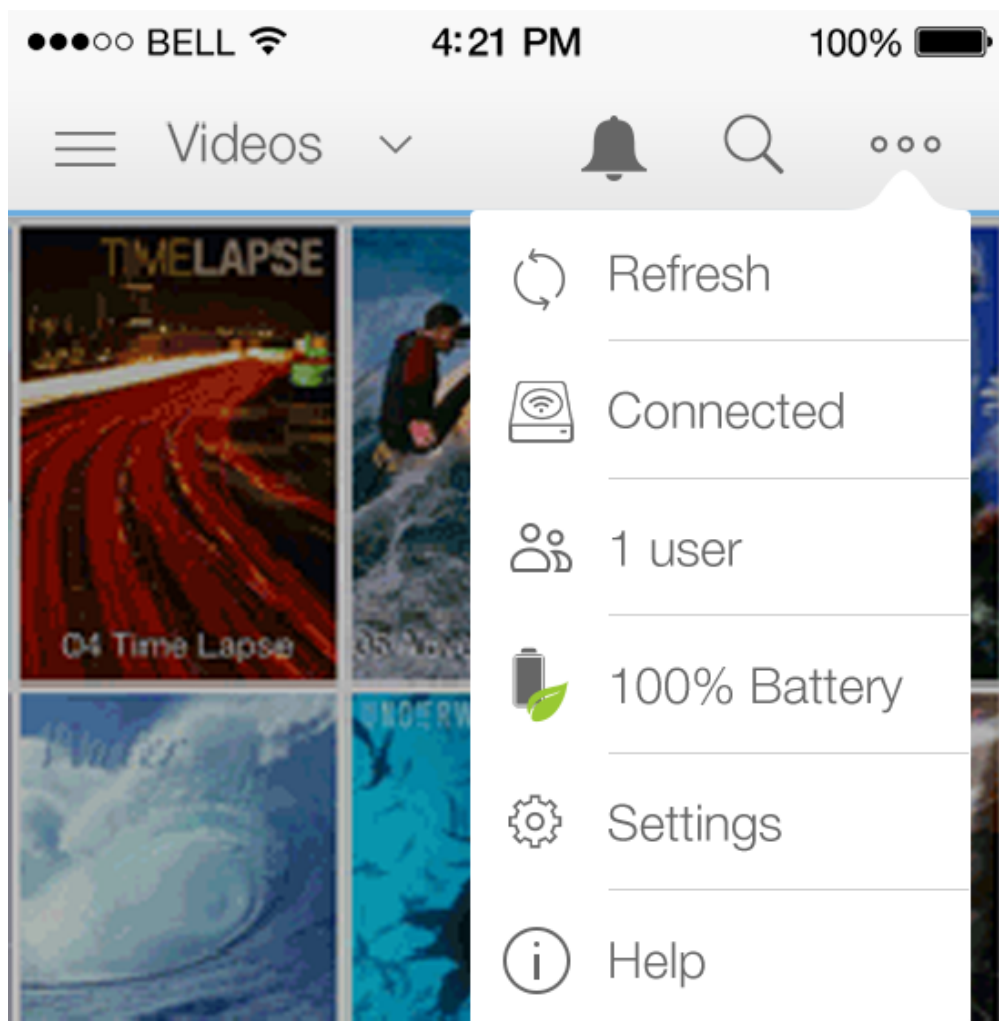 BELL 4:21 PM 100%
Videos
TIMELAPSE
04 Time Lapse
Refresh
Connected
1 user
100% Battery
Settings
Help